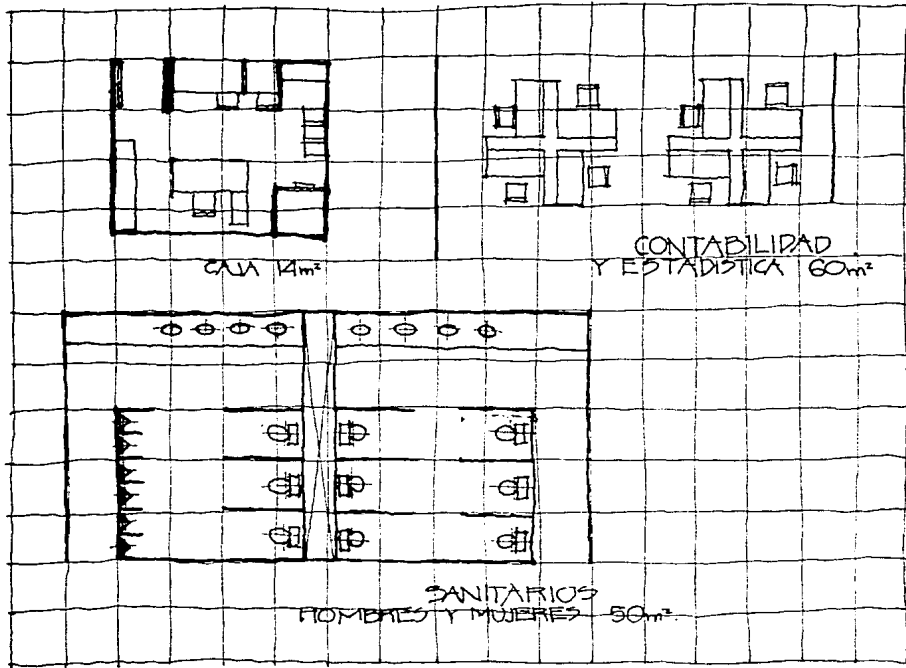 CAJA 14m²
CONTABILIDAD
Y ESTADISTICA 60m²
SANITARIOS
HOMBRES Y MUJERES 50m².